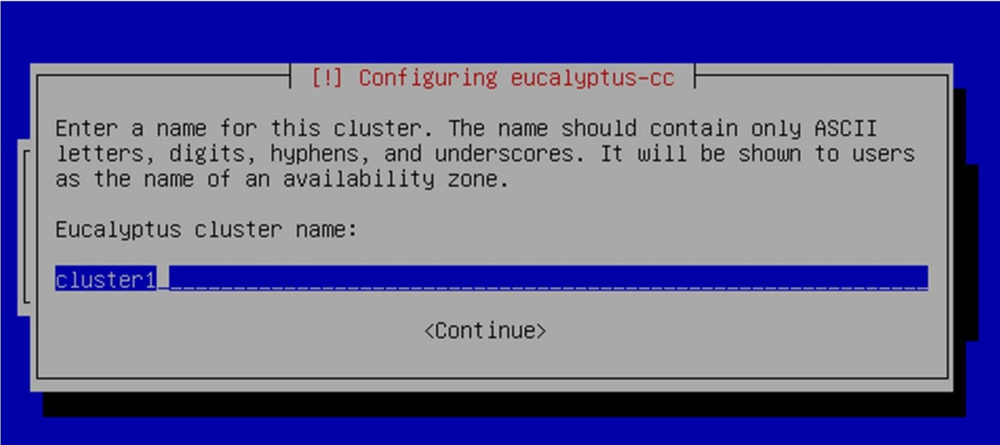 [!] Configuring eucalyptus-cc
Enter a name for this cluster. The name should contain only ASCII
letters, digits, hyphens, and underscores. It will be shown to users
as the name of an availability zone.
Eucalyptus cluster name:
cluster1
<Continue>